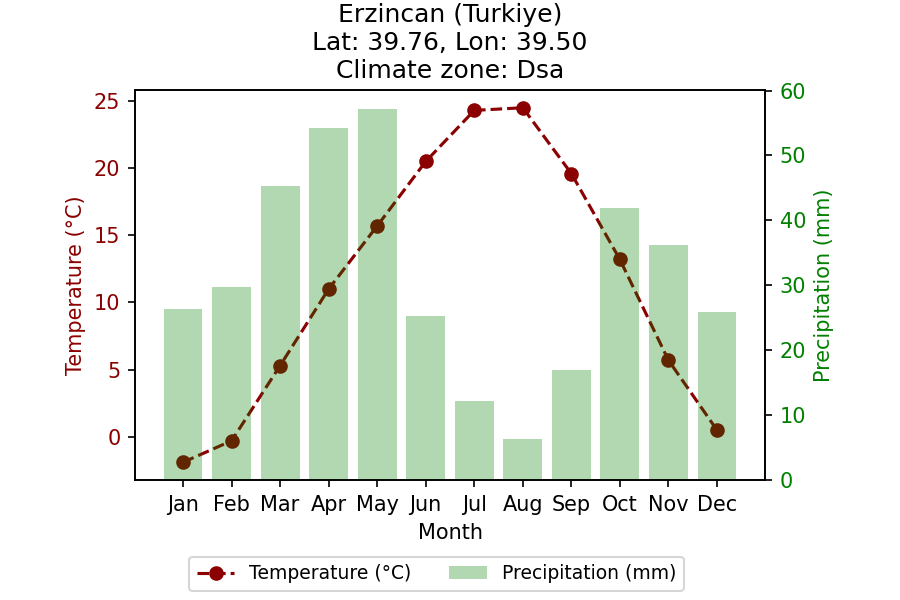 Erzincan (Turkiye)
Lat: 39.76, Lon: 39.50
Climate zone: Dsa
25
20
15
10
5
0
Temperature (°C)
60
50
40
30
20
10
0
Precipitation (mm)
Jan Feb Mar Apr May Jun Jul Aug Sep Oct Nov Dec
Month
Temperature (°C) Precipitation (mm)